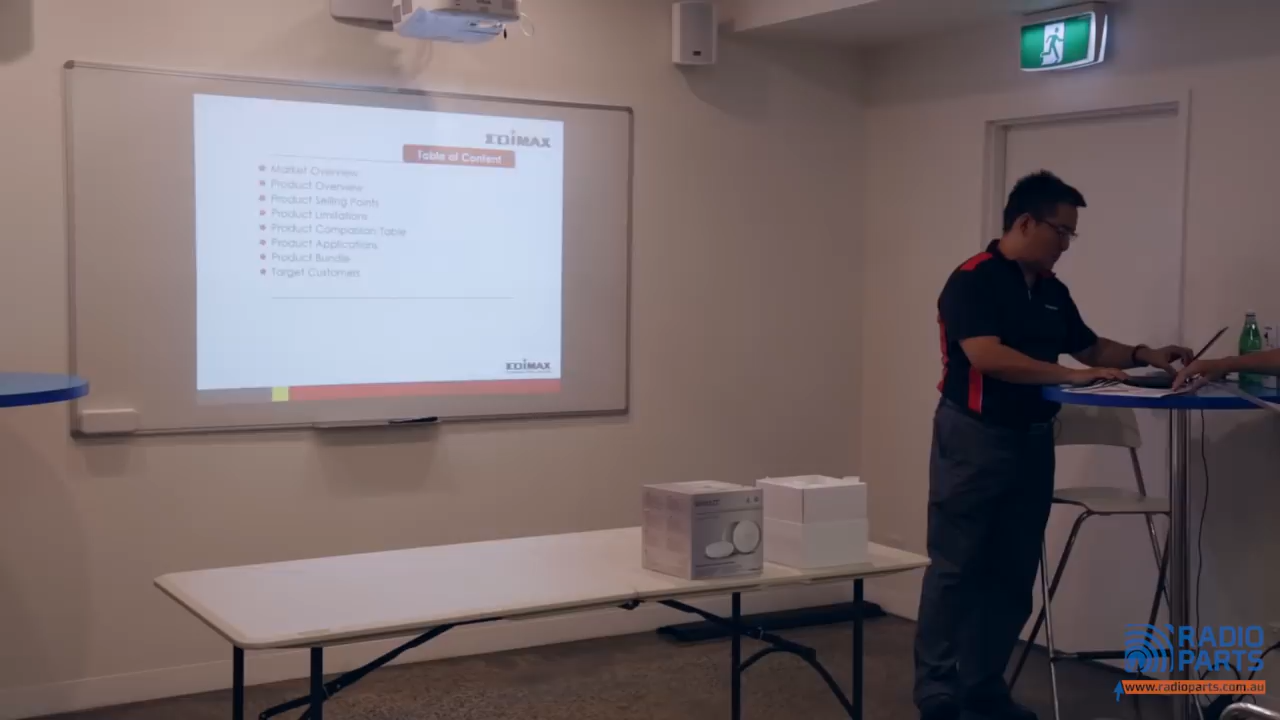 EDIMAX
Table of Content
Market Overview
Product Overview
Product Selling Points
Product Limitations
Product Comparison Table
Product Applications
Product Bundle
Target Customers
EDIMAX
RADIO
PARTS
www.radioparts.com.au